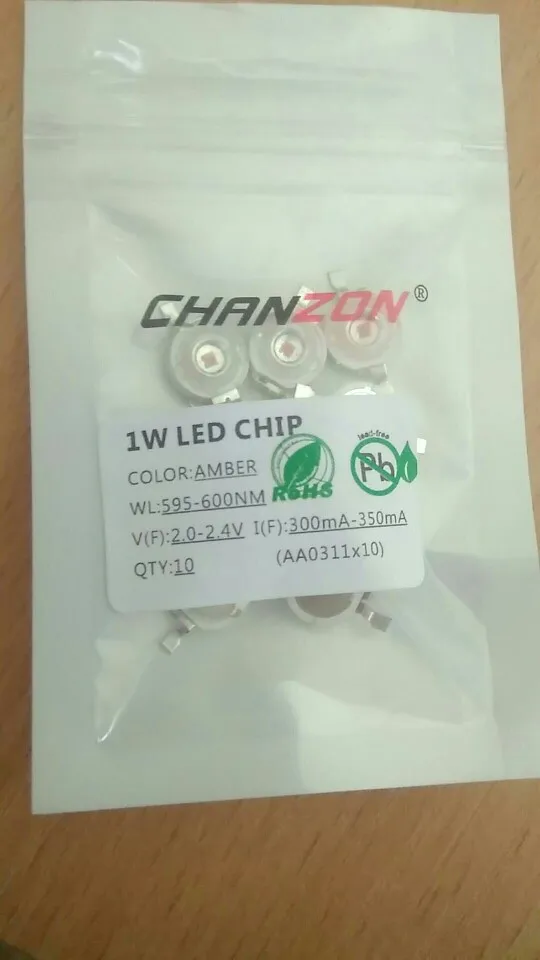 CHANZON®
1W LED CHIP
COLOR:AMBER
WL:595-600NM
RoHS
lead-free
Pb
V(F):2.0-2.4V I(F):300mA-350mA
QTY:10 (AA0311x10)